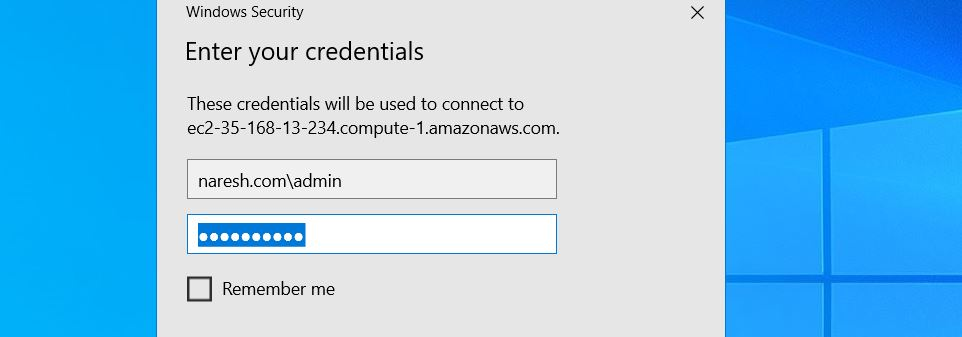 Windows Security
Enter your credentials
These credentials will be used to connect to
ec2-35-168-13-234.compute-1.amazonaws.com.
naresh.com\admin
●●●●●●●●●●
Remember me